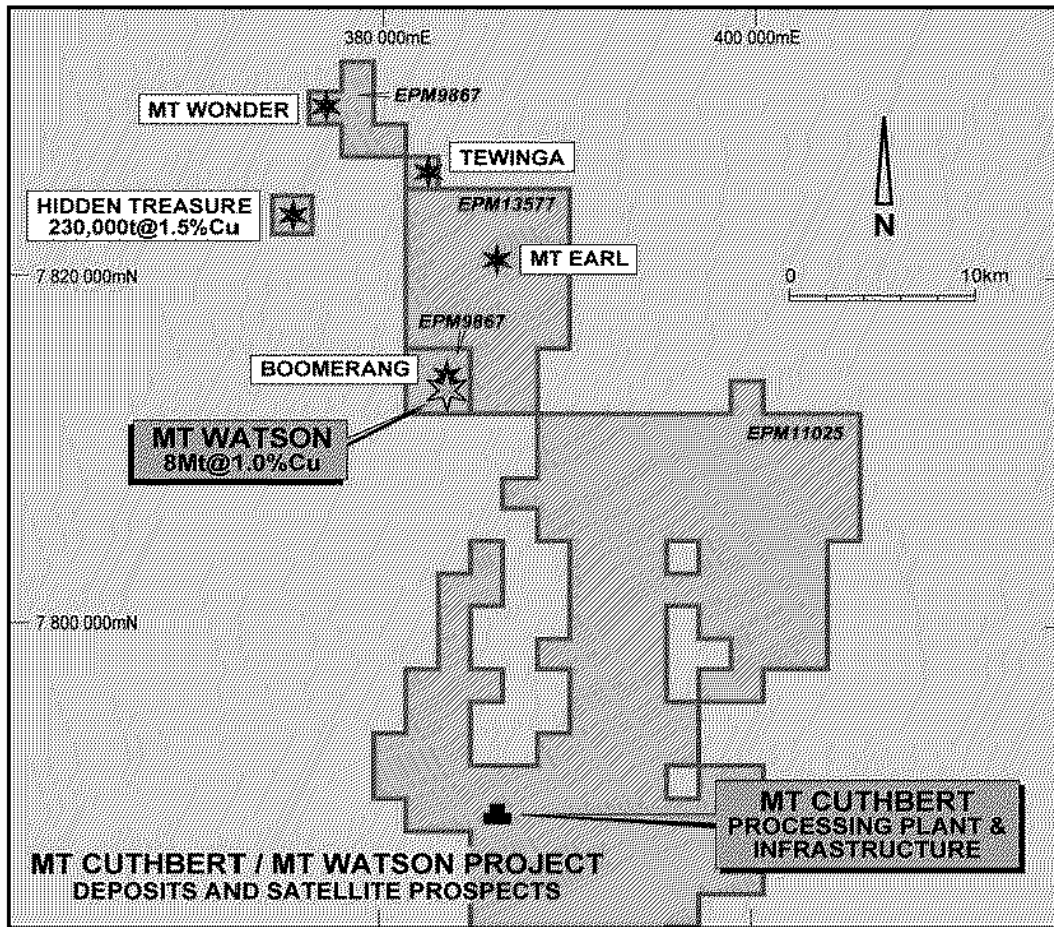 380 000mE
400 000mE
EPM9867
MT WONDER
TEWINGA
HIDDEN TREASURE
230,000t@1.5%Cu
EPM13577
N
MT EARL
0 10km
7 820 000mN
EPM9867
BOOMERANG
MT WATSON
8Mt@1.0%Cu
EPM11025
7 800 000mN
MT CUTHBERT
PROCESSING PLANT &
INFRASTRUCTURE
MT CUTHBERT / MT WATSON PROJECT
DEPOSITS AND SATELLITE PROSPECTS